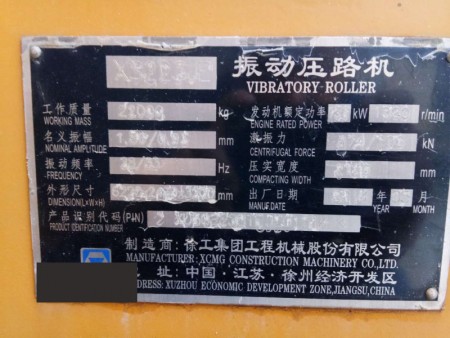 振动压路机
VIBRATORY ROLLER
工作质量 kg 发动机额定功率 kW r/min
WORKING MASS ENGINE RATED POWER
名义振幅 mm 激振力 kN
NOMINAL AMPLITUDE CENTRIFUGAL FORCE
振动频率 Hz 压实宽度 mm
FREQUENCY COMPACTING WIDTH
外形尺寸 mm 出厂日期 年 月
DIMENSION(L×W×H) MANUF.DATE YEAR MONTH
产品识别代码(PIN)
PRODUCT IDENTIFICATION NUMBER
制造商: 徐工集团工程机械股份有限公司
MANUFACTURER: XCMG CONSTRUCTION MACHINERY CO.,LTD.
址: 中国·江苏·徐州经济开发区
DRESS: XUZHOU ECONOMIC DEVELOPMENT ZONE,JIANGSU,CHINA